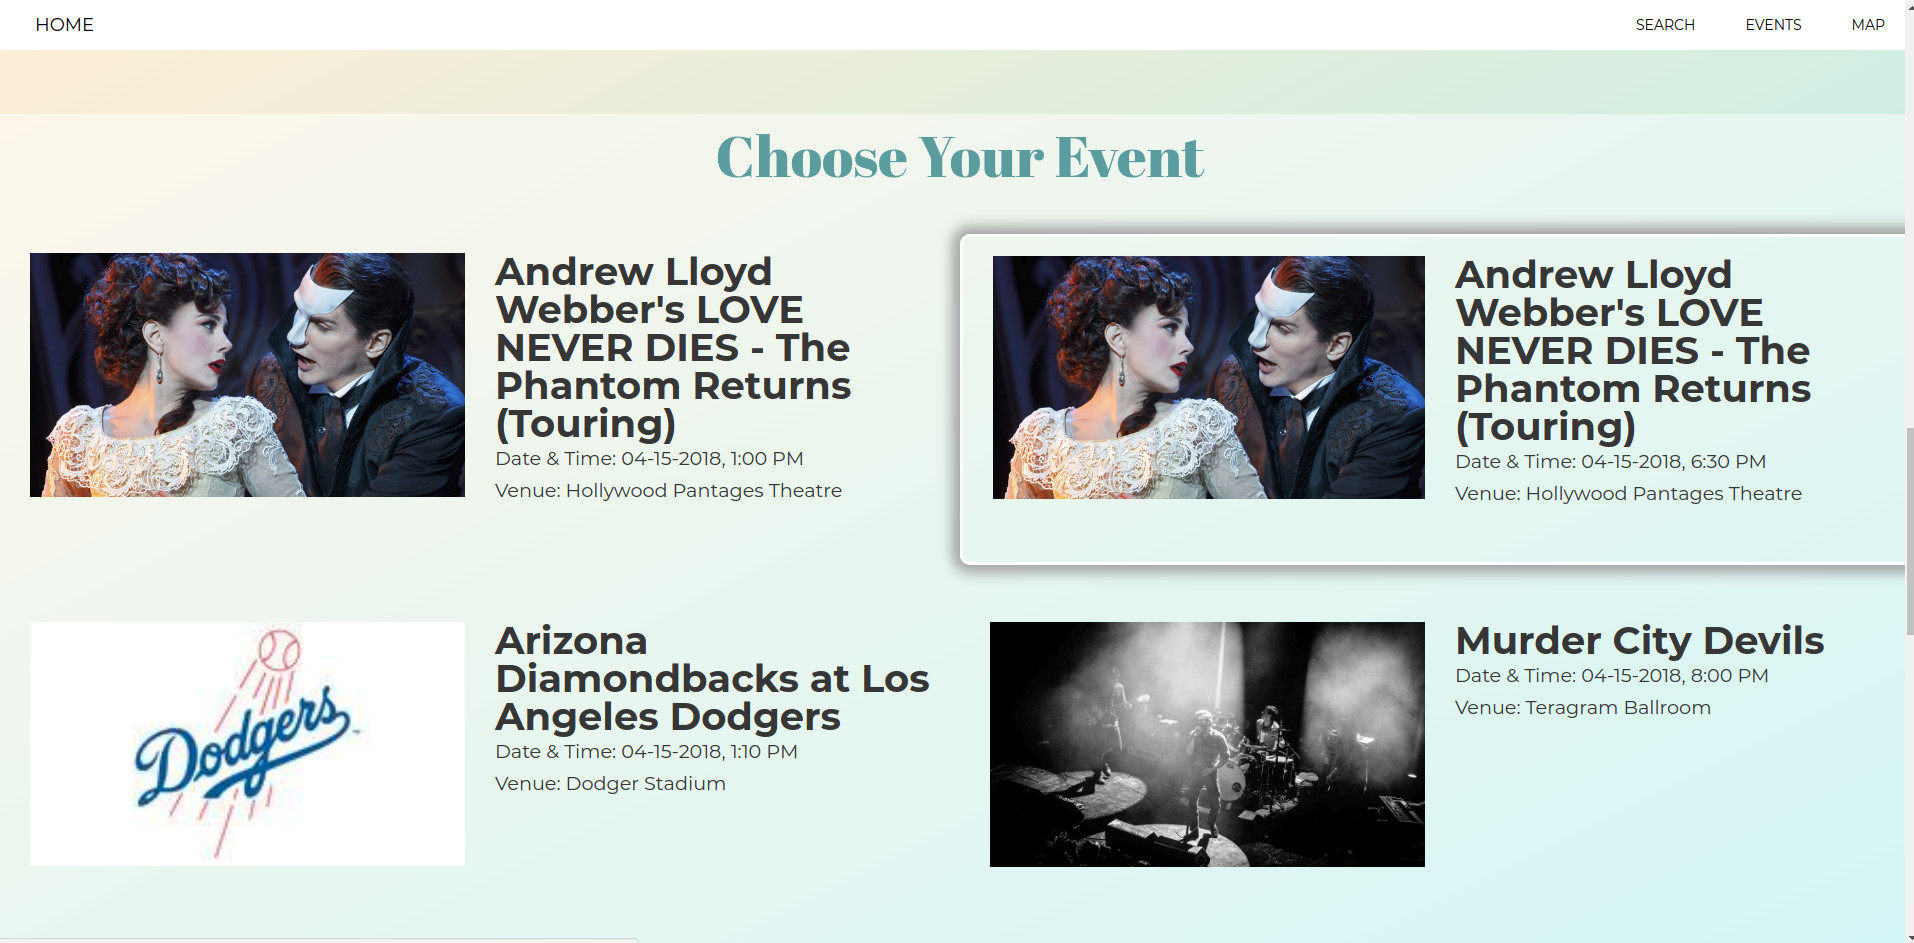 HOME
SEARCH
EVENTS
MAP
Choose Your Event
Andrew Lloyd
Webber's LOVE
NEVER DIES - The
Phantom Returns
(Touring)
Date & Time: 04-15-2018, 1:00 PM
Venue: Hollywood Pantages Theatre
Andrew Lloyd
Webber's LOVE
NEVER DIES - The
Phantom Returns
(Touring)
Date & Time: 04-15-2018, 6:30 PM
Venue: Hollywood Pantages Theatre
Dodgers
Arizona
Diamondbacks at Los
Angeles Dodgers
Date & Time: 04-15-2018, 1:10 PM
Venue: Dodger Stadium
Murder City Devils
Date & Time: 04-15-2018, 8:00 PM
Venue: Teragram Ballroom